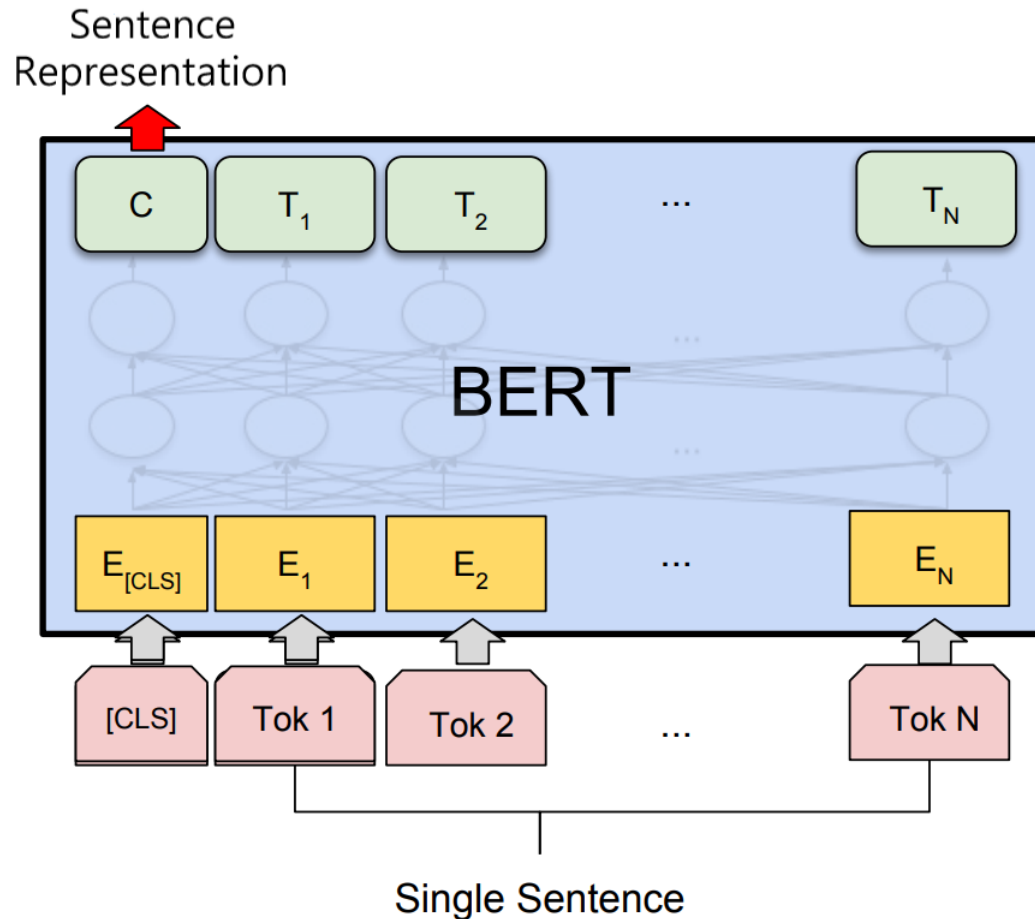 Sentence
Representation
C T1 T2 ... TN
...
BERT
...
E[CLS] E1 E2 ... EN
[CLS] Tok 1 Tok 2 ... Tok N
Single Sentence